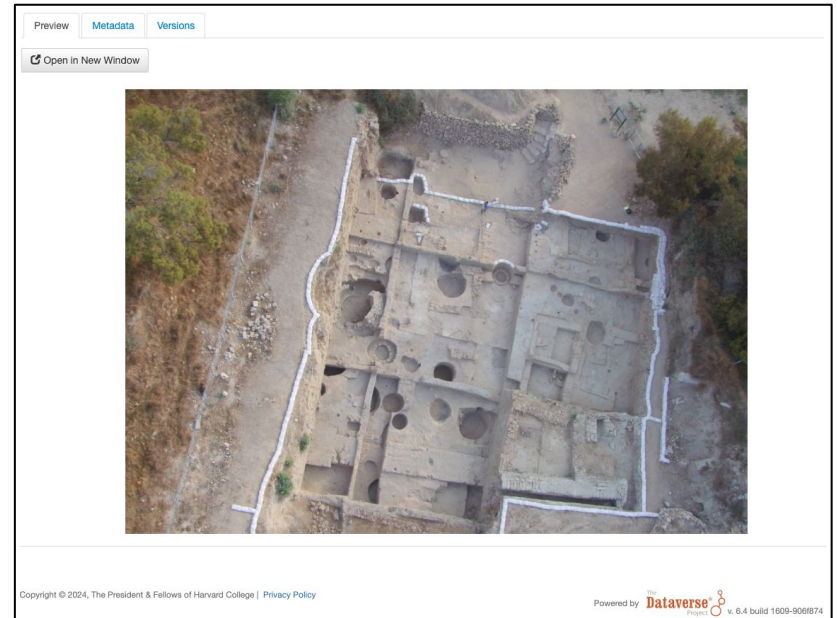 Preview Metadata Versions
Open in New Window
Copyright © 2024, The President & Fellows of Harvard College | Privacy Policy
Powered by The Dataverse® Project v. 6.4 build 1609-906f874